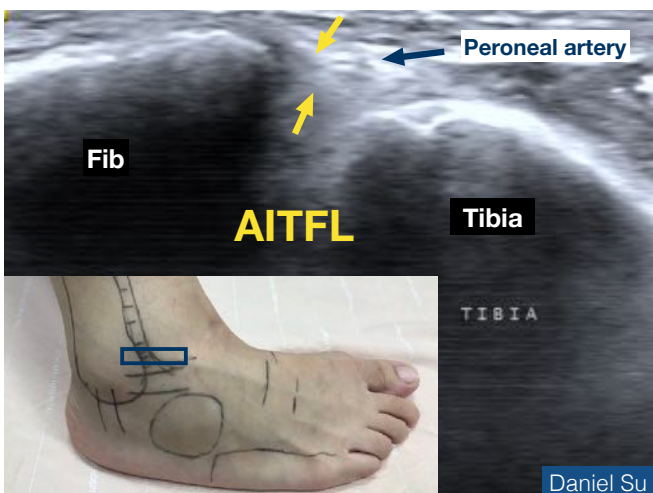 Peroneal artery
Fib
AITFL
Tibia
TIBIA
Daniel Su